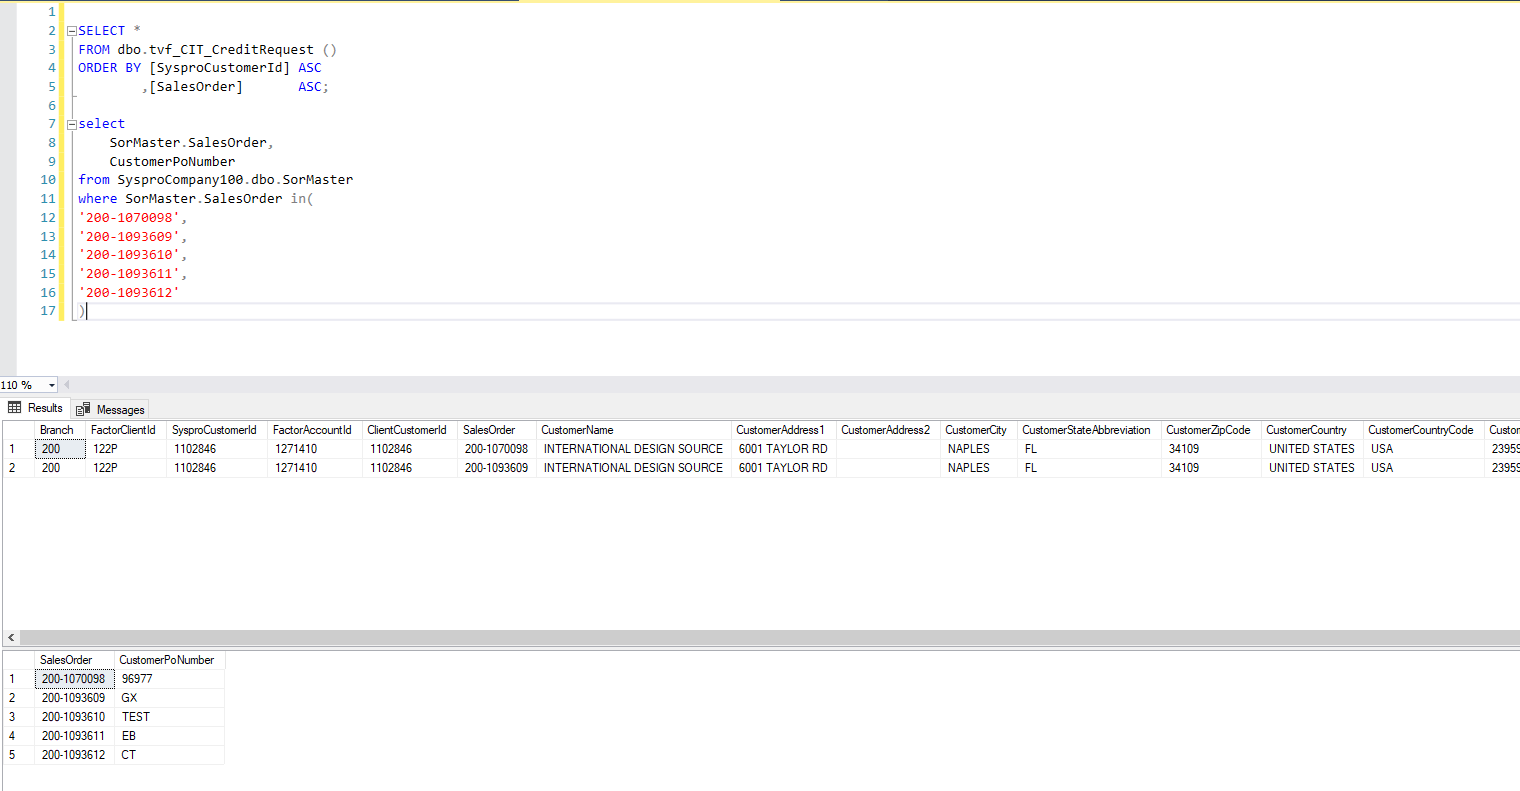 1
2 SELECT *
3 FROM dbo.tvf_CIT_CreditRequest ()
4 ORDER BY [SysproCustomerId] ASC
5 ,[SalesOrder] ASC;
6
7 select
8 SorMaster.SalesOrder,
9 CustomerPoNumber
10 from SysproCompany100.dbo.SorMaster
11 where SorMaster.SalesOrder in(
12 '200-1070098',
13 '200-1093609',
14 '200-1093610',
15 '200-1093611',
16 '200-1093612'
17 )
110 %
Results Messages
Branch FactorClientId SysproCustomerId FactorAccountId ClientCustomerId SalesOrder CustomerName CustomerAddress1 CustomerAddress2 CustomerCity CustomerStateAbbreviation CustomerZipCode CustomerCountry CustomerCountryCode Custom
1 200 122P 1102846 1271410 1102846 200-1070098 INTERNATIONAL DESIGN SOURCE 6001 TAYLOR RD NAPLES FL 34109 UNITED STATES USA 23959
2 200 122P 1102846 1271410 1102846 200-1093609 INTERNATIONAL DESIGN SOURCE 6001 TAYLOR RD NAPLES FL 34109 UNITED STATES USA 23959
SalesOrder CustomerPoNumber
1 200-1070098 96977
2 200-1093609 GX
3 200-1093610 TEST
4 200-1093611 EB
5 200-1093612 CT